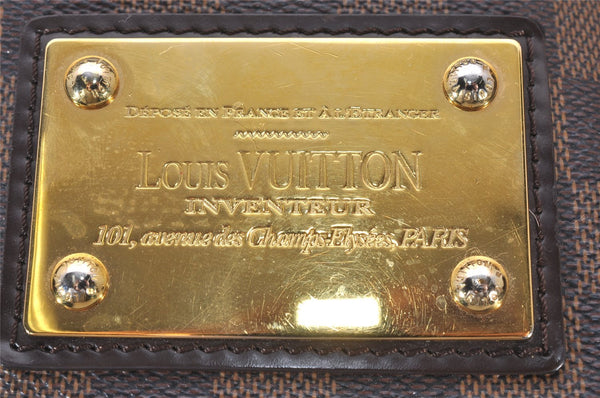 DÉPOSÉ EN FRANCE ET À L'ÉTRANGER
LOUIS VUITTON
INVENTEUR
101, avenue des Champs-Elysées, PARIS